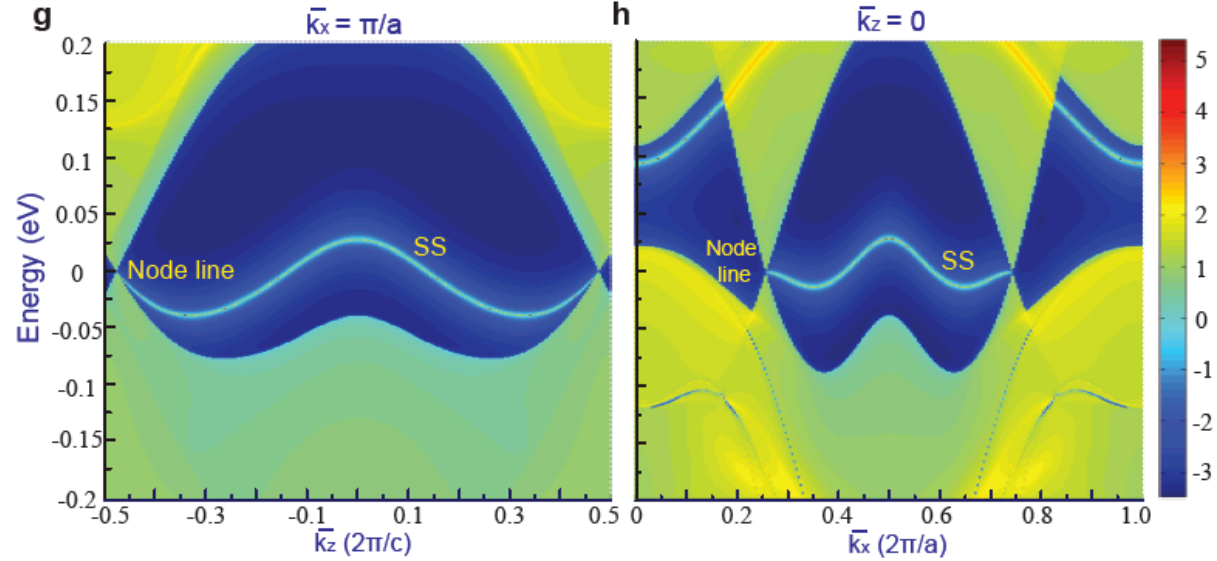 g
k̄x = π/a
h
k̄z = 0
Energy (eV)
0.2
0.15
0.1
0.05
0
-0.05
-0.1
-0.15
-0.2
Node line
SS
-0.5
-0.3
-0.1
0.1
0.3
0.5
k̄z (2π/c)
Node
line
SS
0
0.2
0.4
0.6
0.8
1.0
k̄x (2π/a)
5
4
3
2
1
0
-1
-2
-3